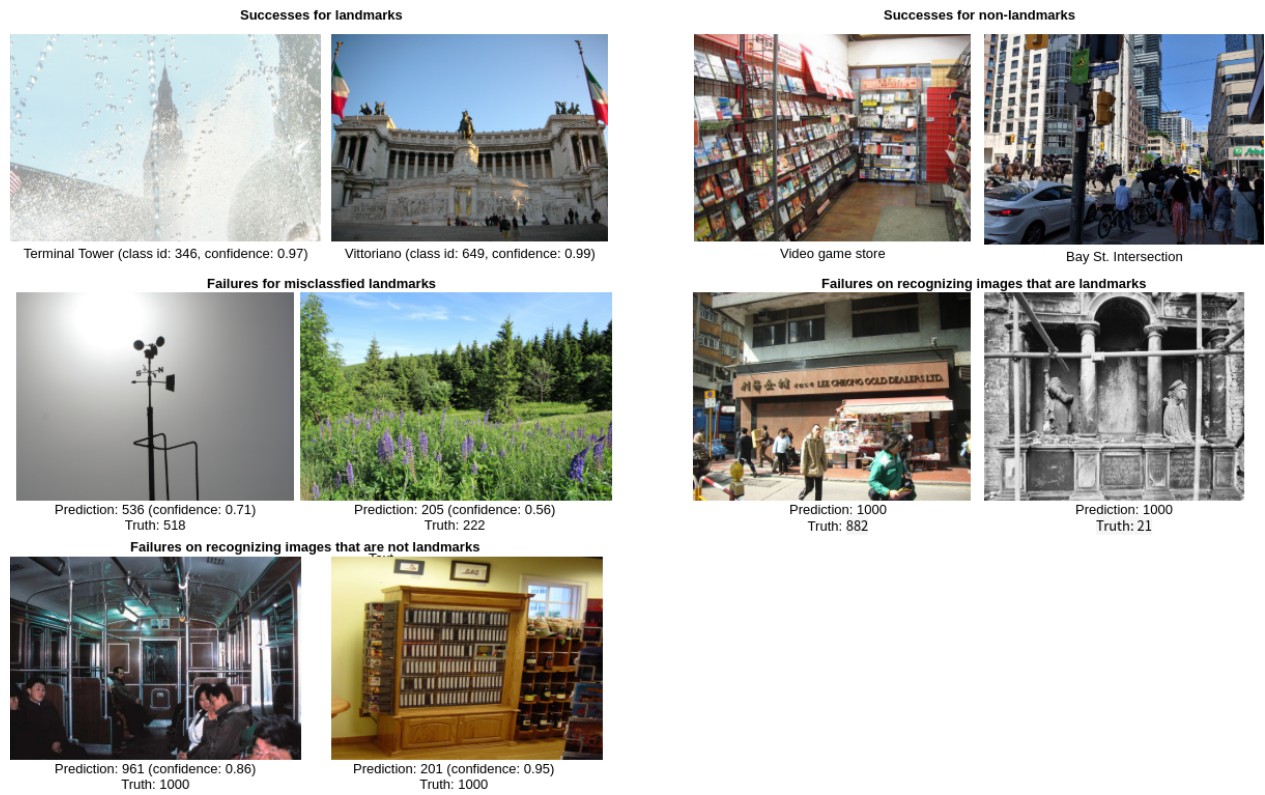 Successes for landmarks
Successes for non-landmarks
Terminal Tower (class id: 346, confidence: 0.97)
Vittoriano (class id: 649, confidence: 0.99)
Video game store
Bay St. Intersection
Failures for misclassfied landmarks
Failures on recognizing images that are landmarks
S N
LEE CHEONG GOLD DEALERS LTD.
Prediction: 536 (confidence: 0.71)
Truth: 518
Prediction: 205 (confidence: 0.56)
Truth: 222
Prediction: 1000
Truth: 882
Prediction: 1000
Truth: 21
Failures on recognizing images that are not landmarks
Prediction: 961 (confidence: 0.86)
Truth: 1000
Prediction: 201 (confidence: 0.95)
Truth: 1000